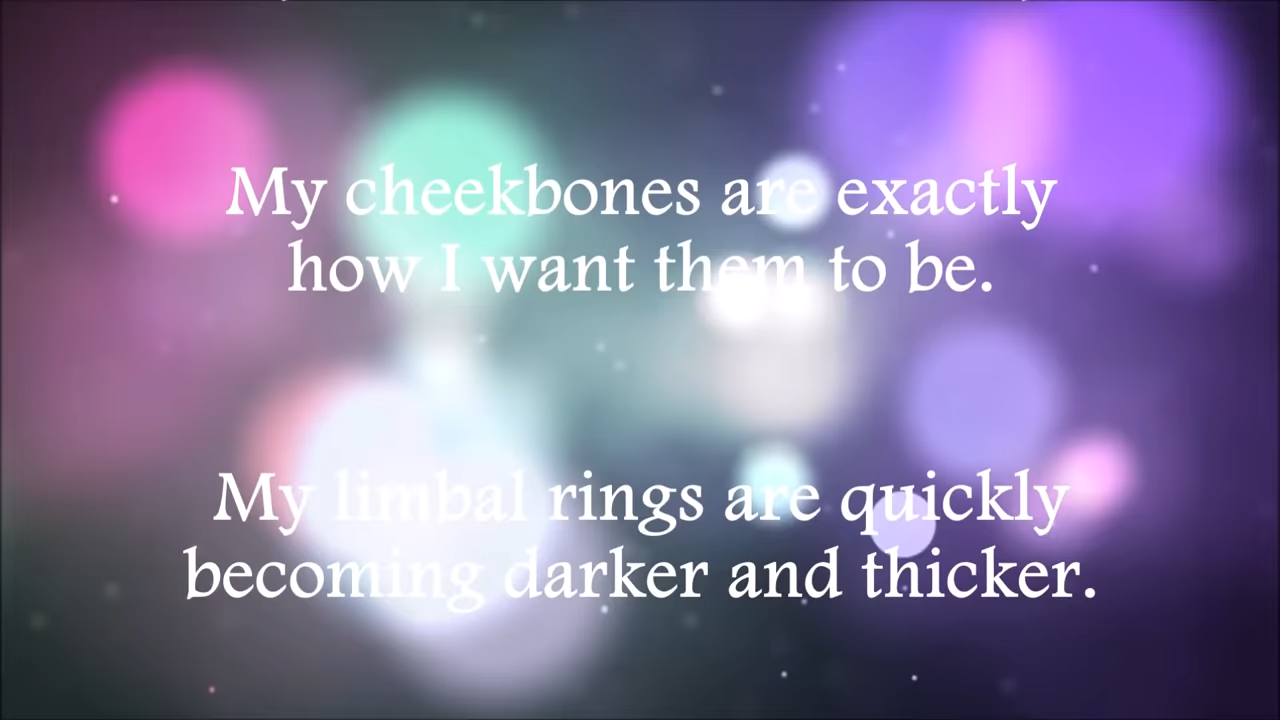 My cheekbones are exactly
how I want them to be.
My limbal rings are quickly
becoming darker and thicker.